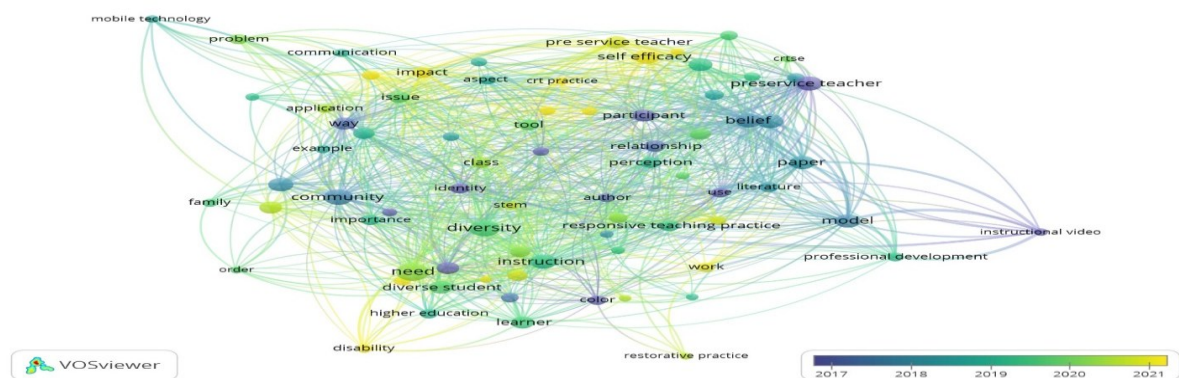 mobile technology
problem
pre service teacher
communication
self efficacy
crtse
impact
aspect
crt practice
preservice teacher
issue
application
way
tool
participant
belief
example
relationship
class
perception
paper
identity
use
literature
family
community
stem
author
importance
diversity
responsive teaching practice
model
instructional video
order
need
instruction
work
professional development
diverse student
color
higher education
learner
disability
restorative practice
VOSviewer
2017 2018 2019 2020 2021